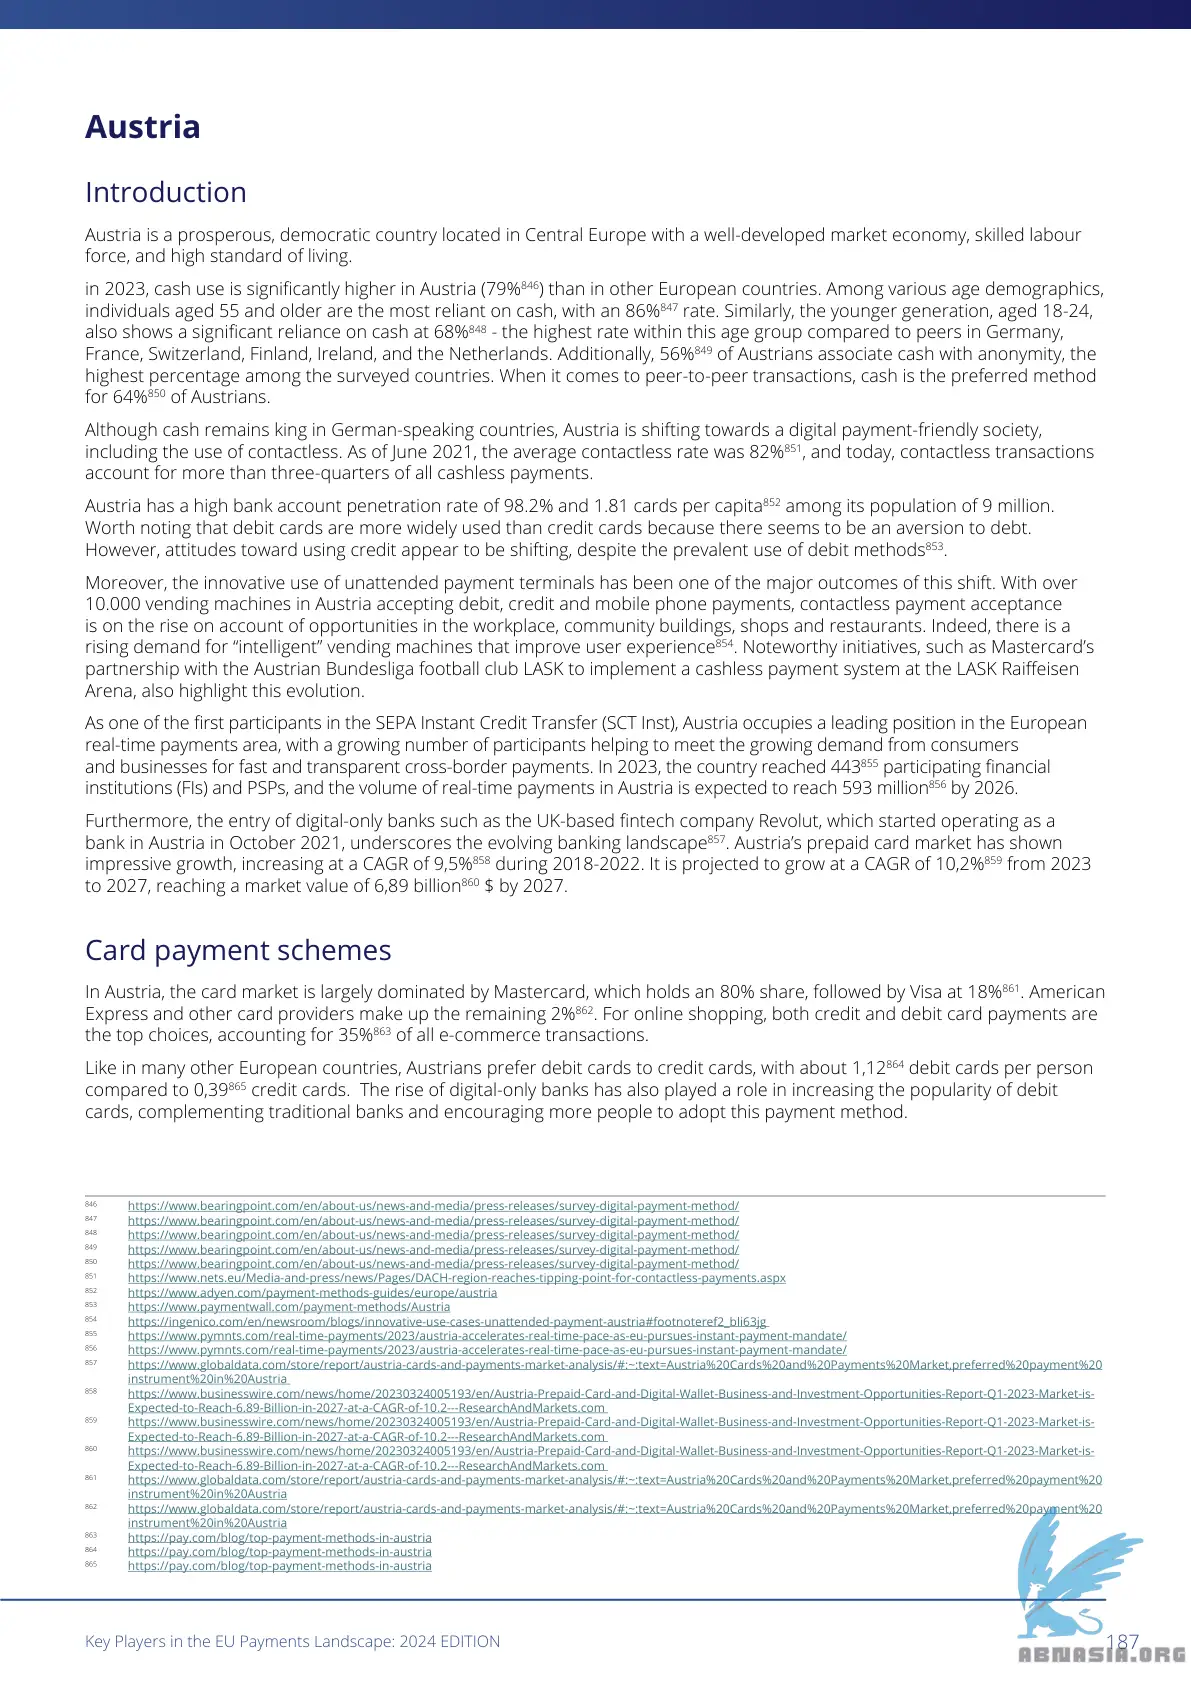 Austria
Introduction
Austria is a prosperous, democratic country located in Central Europe with a well-developed market economy, skilled labour
force, and high standard of living.
in 2023, cash use is significantly higher in Austria (79%846) than in other European countries. Among various age demographics,
individuals aged 55 and older are the most reliant on cash, with an 86%847 rate. Similarly, the younger generation, aged 18-24,
also shows a significant reliance on cash at 68%848 - the highest rate within this age group compared to peers in Germany,
France, Switzerland, Finland, Ireland, and the Netherlands. Additionally, 56%849 of Austrians associate cash with anonymity, the
highest percentage among the surveyed countries. When it comes to peer-to-peer transactions, cash is the preferred method
for 64%850 of Austrians.
Although cash remains king in German-speaking countries, Austria is shifting towards a digital payment-friendly society,
including the use of contactless. As of June 2021, the average contactless rate was 82%851, and today, contactless transactions
account for more than three-quarters of all cashless payments.
Austria has a high bank account penetration rate of 98.2% and 1.81 cards per capita852 among its population of 9 million.
Worth noting that debit cards are more widely used than credit cards because there seems to be an aversion to debt.
However, attitudes toward using credit appear to be shifting, despite the prevalent use of debit methods853.
Moreover, the innovative use of unattended payment terminals has been one of the major outcomes of this shift. With over
10.000 vending machines in Austria accepting debit, credit and mobile phone payments, contactless payment acceptance
is on the rise on account of opportunities in the workplace, community buildings, shops and restaurants. Indeed, there is a
rising demand for “intelligent” vending machines that improve user experience854. Noteworthy initiatives, such as Mastercard’s
partnership with the Austrian Bundesliga football club LASK to implement a cashless payment system at the LASK Raiffeisen
Arena, also highlight this evolution.
As one of the first participants in the SEPA Instant Credit Transfer (SCT Inst), Austria occupies a leading position in the European
real-time payments area, with a growing number of participants helping to meet the growing demand from consumers
and businesses for fast and transparent cross-border payments. In 2023, the country reached 443855 participating financial
institutions (FIs) and PSPs, and the volume of real-time payments in Austria is expected to reach 593 million856 by 2026.
Furthermore, the entry of digital-only banks such as the UK-based fintech company Revolut, which started operating as a
bank in Austria in October 2021, underscores the evolving banking landscape857. Austria’s prepaid card market has shown
impressive growth, increasing at a CAGR of 9,5%858 during 2018-2022. It is projected to grow at a CAGR of 10,2%859 from 2023
to 2027, reaching a market value of 6,89 billion860 $ by 2027.
Card payment schemes
In Austria, the card market is largely dominated by Mastercard, which holds an 80% share, followed by Visa at 18%861. American
Express and other card providers make up the remaining 2%862. For online shopping, both credit and debit card payments are
the top choices, accounting for 35%863 of all e-commerce transactions.
Like in many other European countries, Austrians prefer debit cards to credit cards, with about 1,12864 debit cards per person
compared to 0,39865 credit cards.  The rise of digital-only banks has also played a role in increasing the popularity of debit
cards, complementing traditional banks and encouraging more people to adopt this payment method.
846 https://www.bearingpoint.com/en/about-us/news-and-media/press-releases/survey-digital-payment-method/
847 https://www.bearingpoint.com/en/about-us/news-and-media/press-releases/survey-digital-payment-method/
848 https://www.bearingpoint.com/en/about-us/news-and-media/press-releases/survey-digital-payment-method/
849 https://www.bearingpoint.com/en/about-us/news-and-media/press-releases/survey-digital-payment-method/
850 https://www.bearingpoint.com/en/about-us/news-and-media/press-releases/survey-digital-payment-method/
851 https://www.nets.eu/Media-and-press/news/Pages/DACH-region-reaches-tipping-point-for-contactless-payments.aspx
852 https://www.adyen.com/payment-methods-guides/europe/austria
853 https://www.paymentwall.com/payment-methods/Austria
854 https://ingenico.com/en/newsroom/blogs/innovative-use-cases-unattended-payment-austria#footnoteref2_bli63jg
855 https://www.pymnts.com/real-time-payments/2023/austria-accelerates-real-time-pace-as-eu-pursues-instant-payment-mandate/
856 https://www.pymnts.com/real-time-payments/2023/austria-accelerates-real-time-pace-as-eu-pursues-instant-payment-mandate/
857 https://www.globaldata.com/store/report/austria-cards-and-payments-market-analysis/#:~:text=Austria%20Cards%20and%20Payments%20Market,preferred%20payment%20
instrument%20in%20Austria
858 https://www.businesswire.com/news/home/20230324005193/en/Austria-Prepaid-Card-and-Digital-Wallet-Business-and-Investment-Opportunities-Report-Q1-2023-Market-is-
Expected-to-Reach-6.89-Billion-in-2027-at-a-CAGR-of-10.2---ResearchAndMarkets.com
859 https://www.businesswire.com/news/home/20230324005193/en/Austria-Prepaid-Card-and-Digital-Wallet-Business-and-Investment-Opportunities-Report-Q1-2023-Market-is-
Expected-to-Reach-6.89-Billion-in-2027-at-a-CAGR-of-10.2---ResearchAndMarkets.com
860 https://www.businesswire.com/news/home/20230324005193/en/Austria-Prepaid-Card-and-Digital-Wallet-Business-and-Investment-Opportunities-Report-Q1-2023-Market-is-
Expected-to-Reach-6.89-Billion-in-2027-at-a-CAGR-of-10.2---ResearchAndMarkets.com
861 https://www.globaldata.com/store/report/austria-cards-and-payments-market-analysis/#:~:text=Austria%20Cards%20and%20Payments%20Market,preferred%20payment%20
instrument%20in%20Austria
862 https://www.globaldata.com/store/report/austria-cards-and-payments-market-analysis/#:~:text=Austria%20Cards%20and%20Payments%20Market,preferred%20payment%20
instrument%20in%20Austria
863 https://pay.com/blog/top-payment-methods-in-austria
864 https://pay.com/blog/top-payment-methods-in-austria
865 https://pay.com/blog/top-payment-methods-in-austria
Key Players in the EU Payments Landscape: 2024 EDITION
187
ABNASIA.ORG